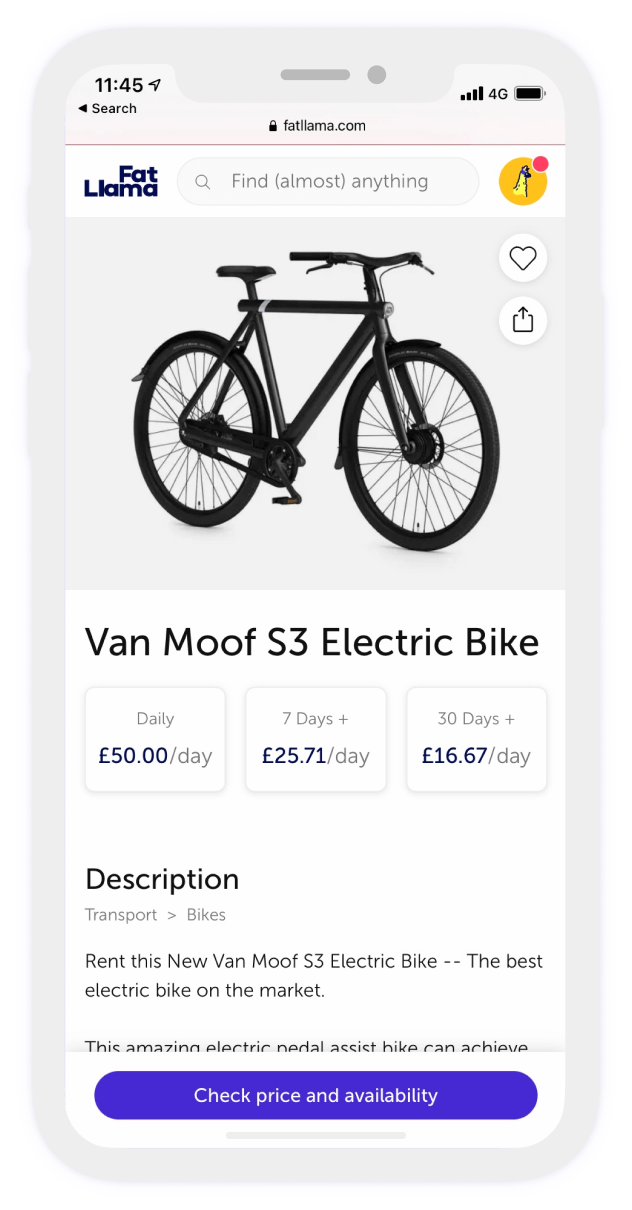 11:45
4G
◀ Search
fatllama.com
Fat
Llama
Find (almost) anything
Van Moof S3 Electric Bike
Daily
£50.00/day
7 Days +
£25.71/day
30 Days +
£16.67/day
Description
Transport > Bikes
Rent this New Van Moof S3 Electric Bike -- The best
electric bike on the market.
This amazing electric pedal assist bike can achieve
Check price and availability